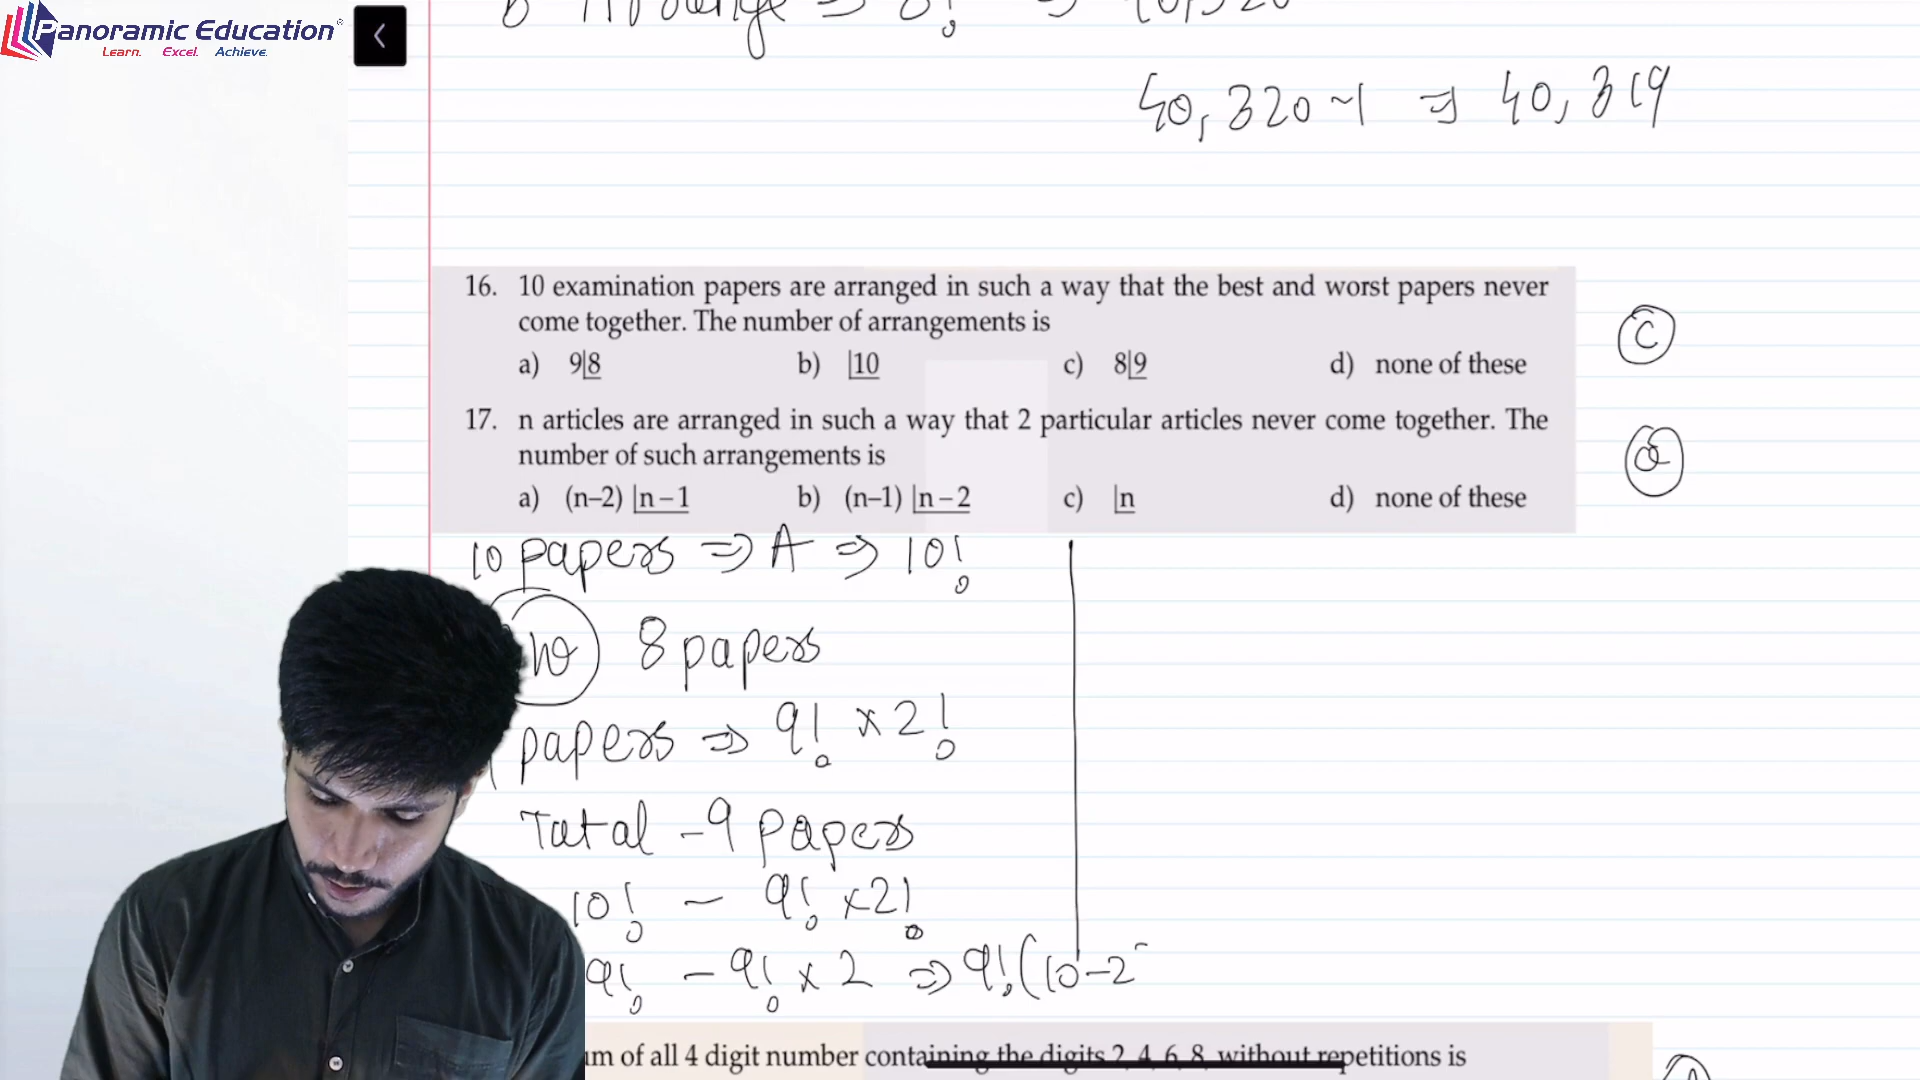 Panoramic Education®
Learn. Excel. Achieve.
40,320-1 ⇒ 40,319
16. 10 examination papers are arranged in such a way that the best and worst papers never
come together. The number of arrangements is
a) 9|8 b) |10 c) 8|9 d) none of these
C
17. n articles are arranged in such a way that 2 particular articles never come together. The
number of such arrangements is
a) (n–2) |n – 1 b) (n–1) |n – 2 c) |n d) none of these
a
10 papers ⇒ A ⇒ 10!
W 8 papers
papers ⇒ 9! × 2!
Total - 9 papers
10! - 9! × 2!
9! - 9! × 2 ⇒ 9!(10-2
of all 4 digit number containing the digits 2, 4, 6, 8, without repetitions is